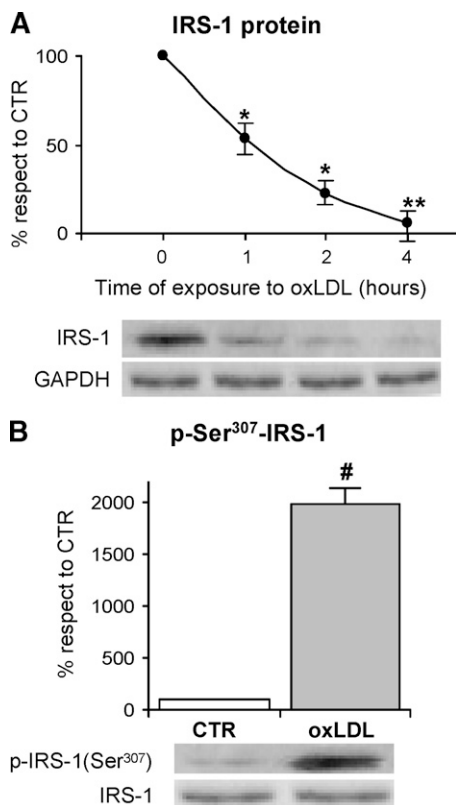 A
IRS-1 protein
% respect to CTR
100
50
0
*
*
**
0 1 2 4
Time of exposure to oxLDL (hours)
IRS-1
GAPDH
B
p-Ser³⁰⁷-IRS-1
% respect to CTR
2000
1500
1000
500
0
#
CTR oxLDL
p-IRS-1(Ser³⁰⁷)
IRS-1